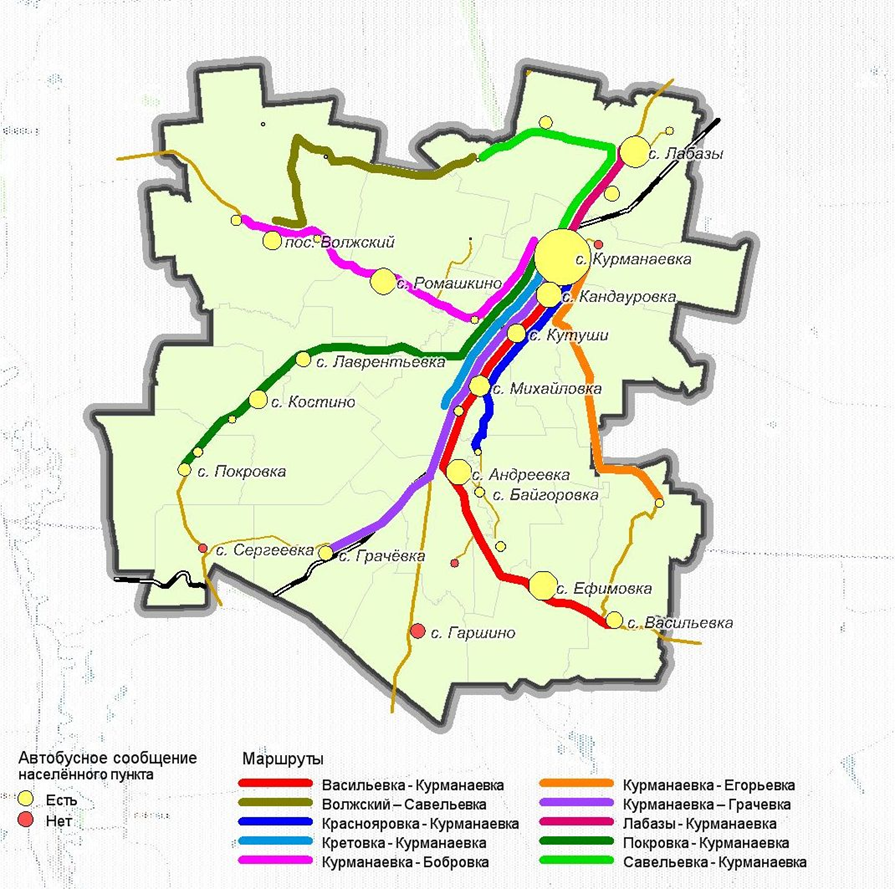 с. Лабазы
пос. Волжский
с. Курманаевка
с. Ромашкино
с. Кандауровка
с. Кутуши
с. Лаврентьевка
с. Михайловка
с. Костино
с. Покровка
с. Андреевка
с. Байгоровка
с. Сергеевка
с. Грачёвка
с. Ефимовка
с. Васильевка
с. Гаршино
Автобусное сообщение
населённого пункта
Есть
Нет
Маршруты
Васильевка - Курманаевка
Волжский – Савельевка
Краснояровка - Курманаевка
Кретовка - Курманаевка
Курманаевка - Бобровка
Курманаевка - Егорьевка
Курманаевка – Грачевка
Лабазы - Курманаевка
Покровка - Курманаевка
Савельевка - Курманаевка